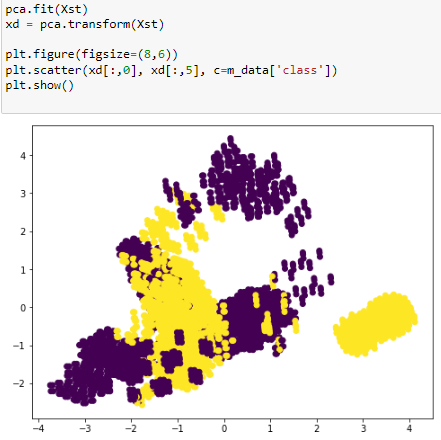 pca.fit(Xst)
xd = pca.transform(Xst)
plt.figure(figsize=(8,6))
plt.scatter(xd[:,0], xd[:,5], c=m_data['class'])
plt.show()
4
3
2
1
0
−1
−2
−4 −3 −2 −1 0 1 2 3 4